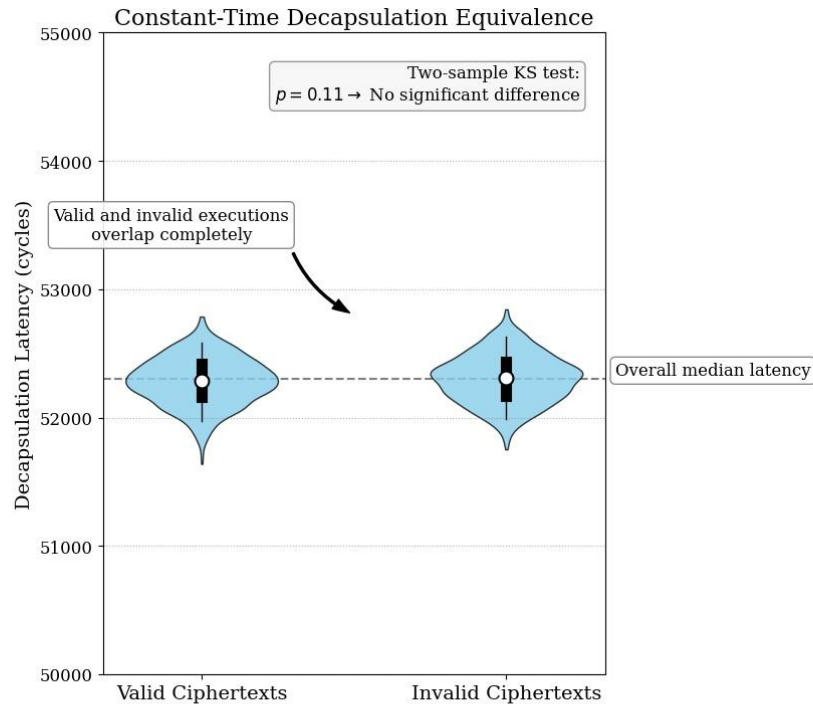 Constant-Time Decapsulation Equivalence
55000
Two-sample KS test:
p = 0.11 → No significant difference
54000
Valid and invalid executions
overlap completely
53000
Overall median latency
52000
51000
50000
Decapsulation Latency (cycles)
Valid Ciphertexts
Invalid Ciphertexts